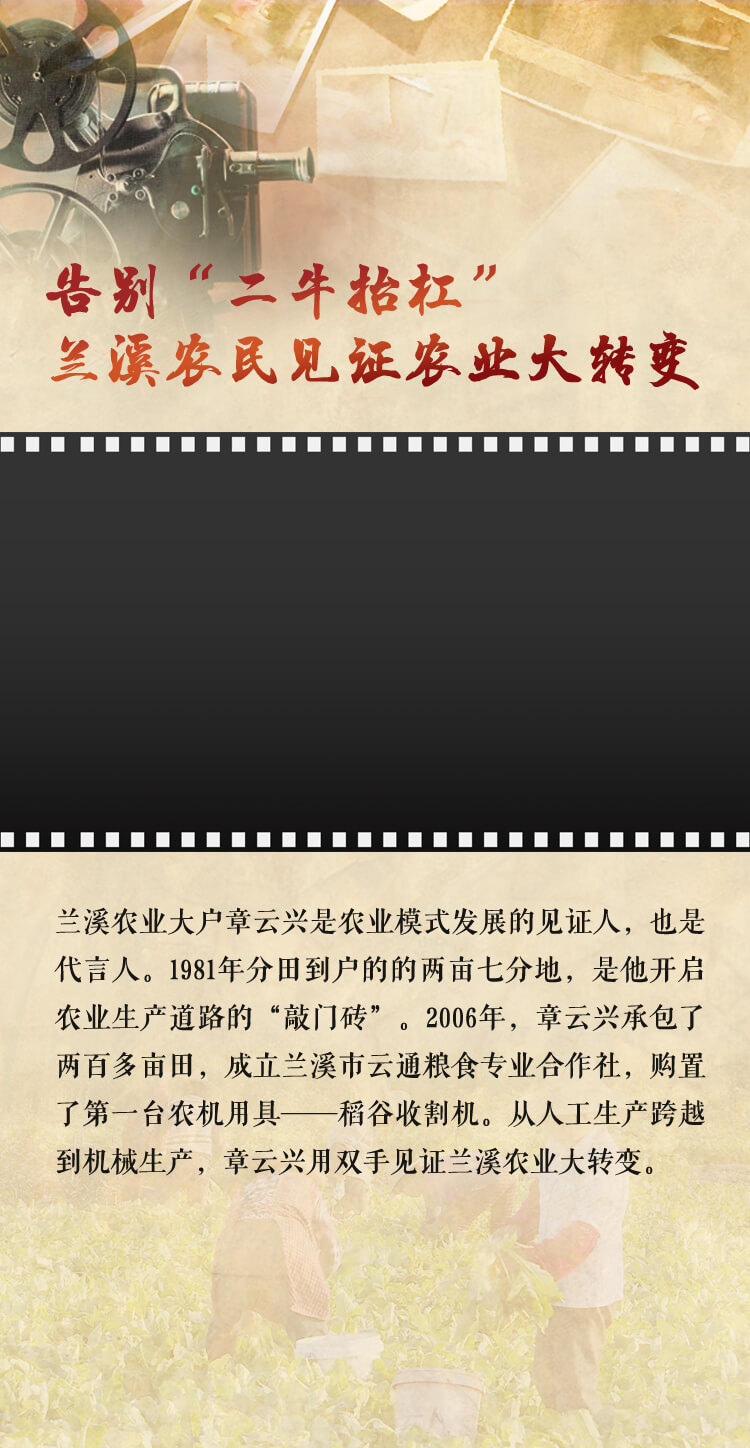 告别“二牛抬杠”
兰溪农民见证农业大转变
兰溪农业大户章云兴是农业模式发展的见证人，也是
代言人。1981年分田到户的的两亩七分地，是他开启
农业生产道路的“敲门砖”。2006年，章云兴承包了
两百多亩田，成立兰溪市云通粮食专业合作社，购置
了第一台农机用具——稻谷收割机。从人工生产跨越
到机械生产，章云兴用双手见证兰溪农业大转变。